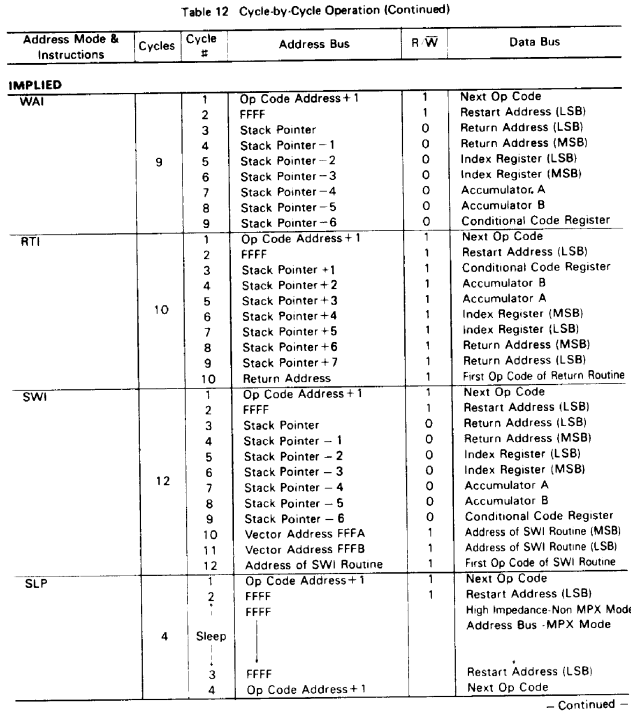 Table 12 Cycle-by-Cycle Operation (Continued)
Address Mode & Instructions Cycles Cycle # Address Bus R/W̅ Data Bus
IMPLIED
WAI 1 Op Code Address+1 1 Next Op Code
2 FFFF 1 Restart Address (LSB)
3 Stack Pointer 0 Return Address (LSB)
4 Stack Pointer−1 0 Return Address (MSB)
9 5 Stack Pointer−2 0 Index Register (LSB)
6 Stack Pointer−3 0 Index Register (MSB)
7 Stack Pointer−4 0 Accumulator A
8 Stack Pointer−5 0 Accumulator B
9 Stack Pointer−6 0 Conditional Code Register
RTI 1 Op Code Address+1 1 Next Op Code
2 FFFF 1 Restart Address (LSB)
3 Stack Pointer +1 1 Conditional Code Register
4 Stack Pointer+2 1 Accumulator B
10 5 Stack Pointer+3 1 Accumulator A
6 Stack Pointer+4 1 Index Register (MSB)
7 Stack Pointer+5 1 Index Register (LSB)
8 Stack Pointer+6 1 Return Address (MSB)
9 Stack Pointer+7 1 Return Address (LSB)
10 Return Address 1 First Op Code of Return Routine
SWI 1 Op Code Address+1 1 Next Op Code
2 FFFF 1 Restart Address (LSB)
3 Stack Pointer 0 Return Address (LSB)
4 Stack Pointer − 1 0 Return Address (MSB)
5 Stack Pointer − 2 0 Index Register (LSB)
12 6 Stack Pointer − 3 0 Index Register (MSB)
7 Stack Pointer − 4 0 Accumulator A
8 Stack Pointer − 5 0 Accumulator B
9 Stack Pointer − 6 0 Conditional Code Register
10 Vector Address FFFA 1 Address of SWI Routine (MSB)
11 Vector Address FFFB 1 Address of SWI Routine (LSB)
12 Address of SWI Routine 1 First Op Code of SWI Routine
SLP 1 Op Code Address+1 1 Next Op Code
2 FFFF 1 Restart Address (LSB)
FFFF High Impedance-Non MPX Mode
Address Bus -MPX Mode
4 Sleep
3 FFFF Restart Address (LSB)
4 Op Code Address+1 Next Op Code
– Continued –